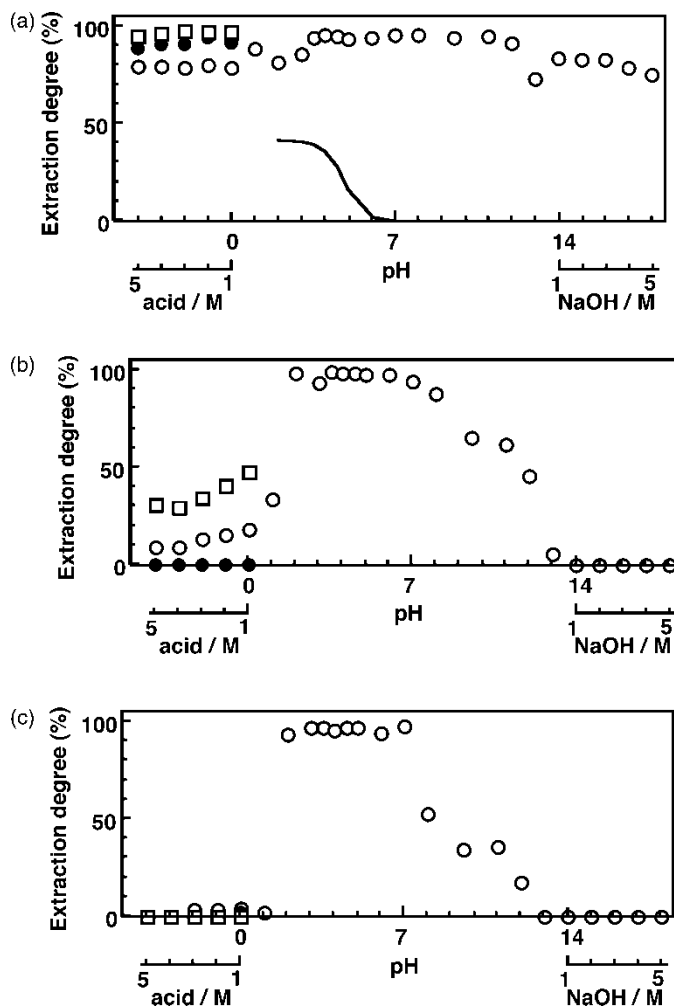 (a)
Extraction degree (%)
100
50
0
0 7 14
pH
5 1
acid / M
1 5
NaOH / M
(b)
Extraction degree (%)
100
50
0
0 7 14
pH
5 1
acid / M
1 5
NaOH / M
(c)
Extraction degree (%)
100
50
0
0 7 14
pH
5 1
acid / M
1 5
NaOH / M